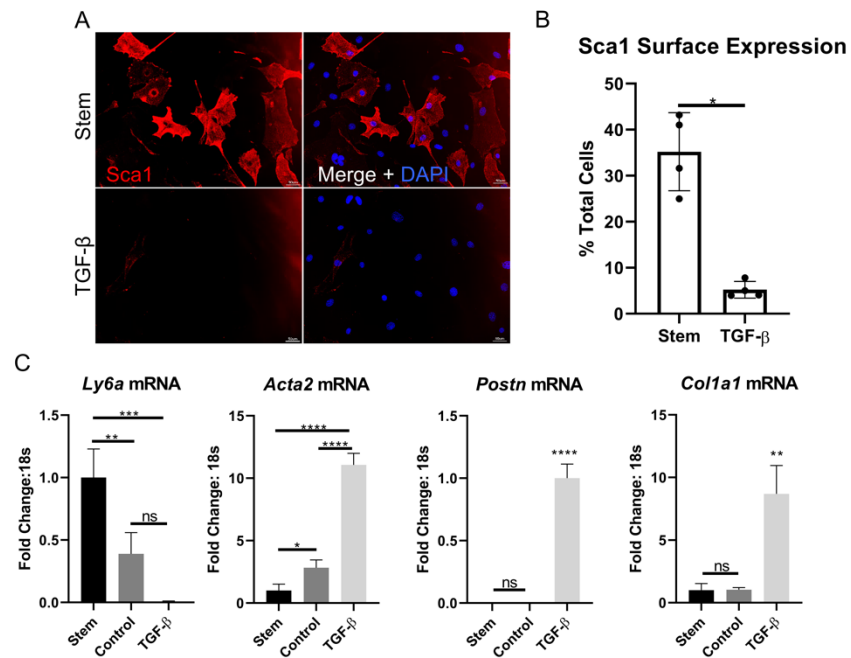 A
Stem
Sca1
Merge + DAPI
TGF-β
B
Sca1 Surface Expression
% Total Cells
50
40
30
20
10
0
*
Stem
TGF-β
C
Ly6a mRNA
Fold Change:18s
1.5
1.0
0.5
0.0
***
**
ns
Stem
Control
TGF-β
Acta2 mRNA
Fold Change: 18s
15
10
5
0
****
****
*
Stem
Control
TGF-β
Postn mRNA
Fold Change: 18s
1.5
1.0
0.5
0.0
****
ns
Stem
Control
TGF-β
Col1a1 mRNA
Fold Change: 18s
15
10
5
0
**
ns
Stem
Control
TGF-β